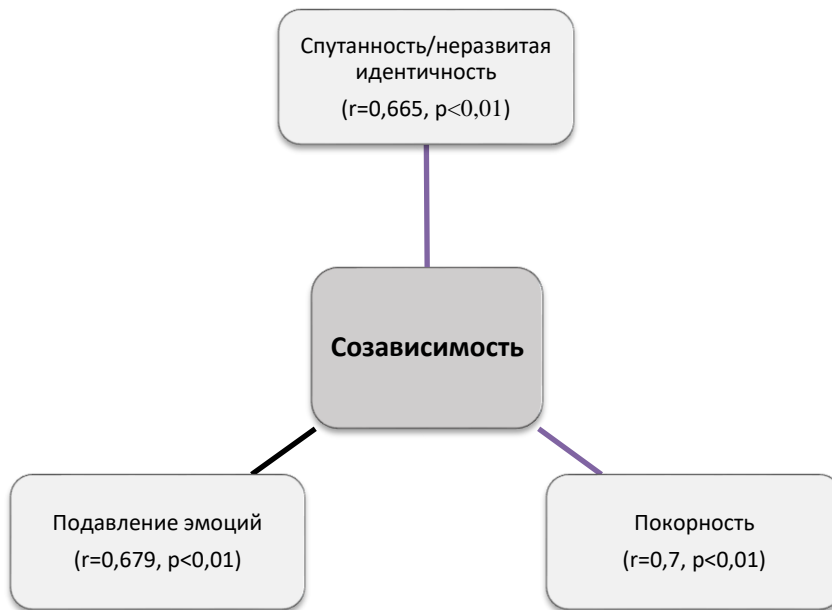 Спутанность/неразвитая
идентичность
(r=0,665, p<0,01)
Созависимость
Подавление эмоций
(r=0,679, p<0,01)
Покорность
(r=0,7, p<0,01)